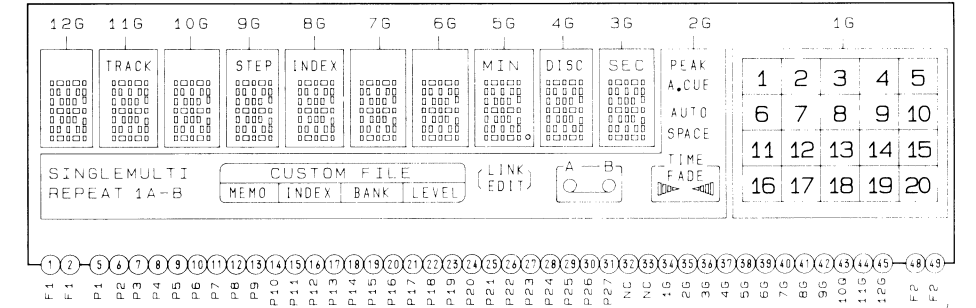 12G 11G 10G 9G 8G 7G 6G 5G 4G 3G 2G 1G
TRACK STEP INDEX MIN DISC SEC PEAK
A.CUE
AUTO
SPACE
1 2 3 4 5
6 7 8 9 10
11 12 13 14 15
16 17 18 19 20
SINGLEMULTI
REPEAT 1A-B
CUSTOM FILE
MEMO INDEX BANK LEVEL
LINK
EDIT
A B
TIME
FADE
1 2 5 6 7 8 9 10 11 12 13 14 15 16 17 18 19 20 21 22 23 24 25 26 27 28 29 30 31 32 33 34 35 36 37 38 39 40 41 42 43 44 45 48 49
F1 F1 P1 P2 P3 P4 P5 P6 P7 P8 P9 P10 P11 P12 P13 P14 P15 P16 P17 P18 P19 P20 P21 P22 P23 P24 P25 P26 P27 NC NC 1G 2G 3G 4G 5G 6G 7G 8G 9G 10G 11G 12G F2 F2